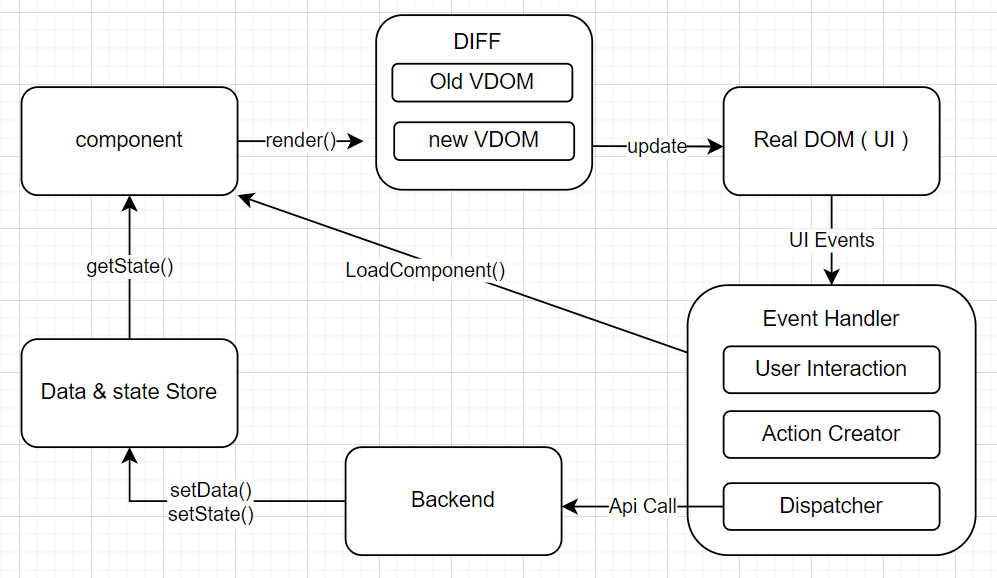 DIFF
Old VDOM
new VDOM
component
render()
update
Real DOM ( UI )
UI Events
getState()
LoadComponent()
Event Handler
User Interaction
Action Creator
Dispatcher
Data & state Store
setData()
setState()
Backend
Api Call